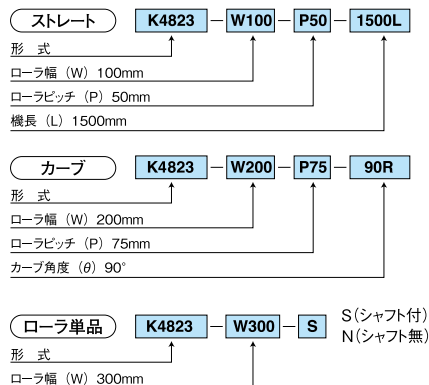 ストレート K4823 － W100 － P50 － 1500L
形 式
ローラ幅（W）100mm
ローラピッチ（P）50mm
機長（L）1500mm
カーブ K4823 － W200 － P75 － 90R
形 式
ローラ幅（W）200mm
ローラピッチ（P）75mm
カーブ角度（θ）90°
ローラ単品 K4823 － W300 － S S（シャフト付）
N（シャフト無）
形 式
ローラ幅（W）300mm